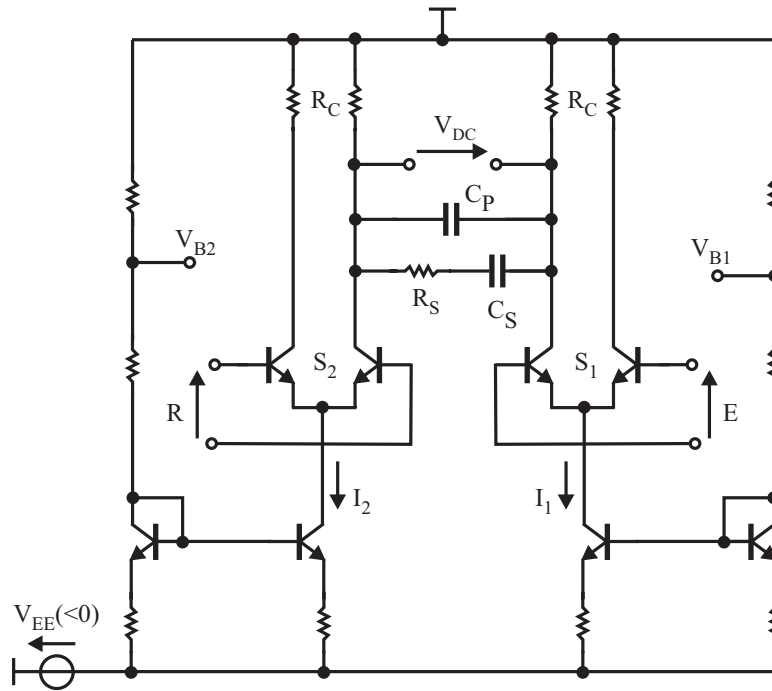 R_C
R_C
V_DC
C_P
V_B2
V_B1
R_S
C_S
S_2
S_1
R
E
I_2
I_1
V_EE(<0)